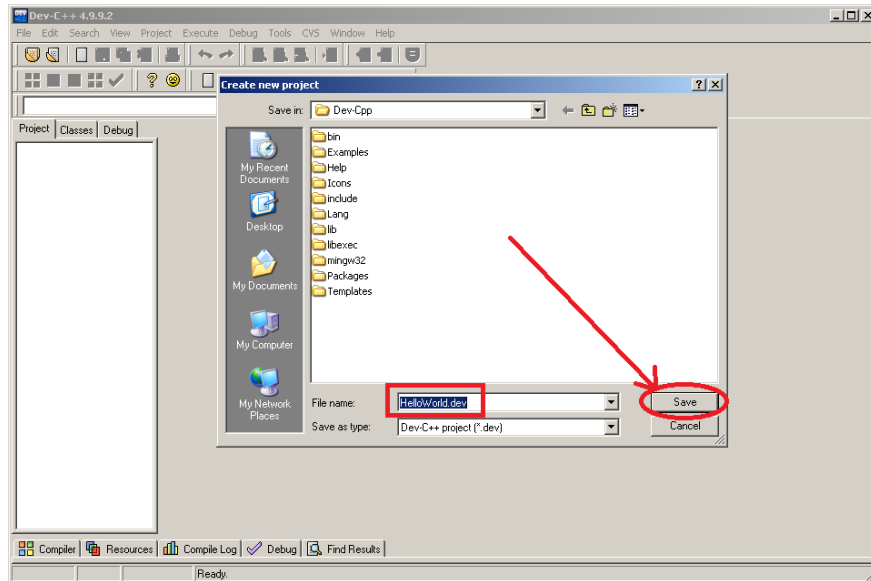 Dev-C++ 4.9.9.2
File Edit Search View Project Execute Debug Tools CVS Window Help
Create new project
Save in: Dev-Cpp
Project Classes Debug
bin
Examples
Help
Icons
include
Lang
lib
libexec
mingw32
Packages
Templates
My Recent
Documents
Desktop
My Documents
My Computer
My Network
Places
File name: HelloWorld.dev Save
Save as type: Dev-C++ project (*.dev) Cancel
Compiler Resources Compile Log Debug Find Results
Ready.